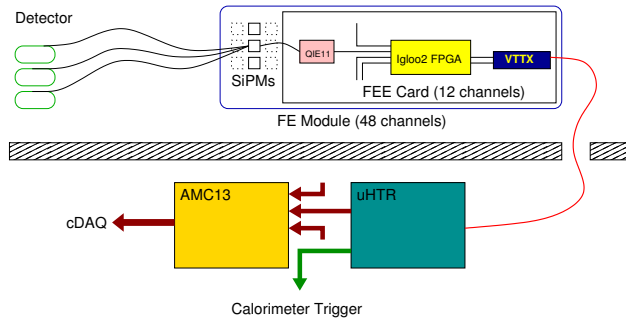 Detector
SiPMs
QIE11
Igloo2 FPGA
VTTX
FEE Card (12 channels)
FE Module (48 channels)
AMC13
uHTR
cDAQ
Calorimeter Trigger